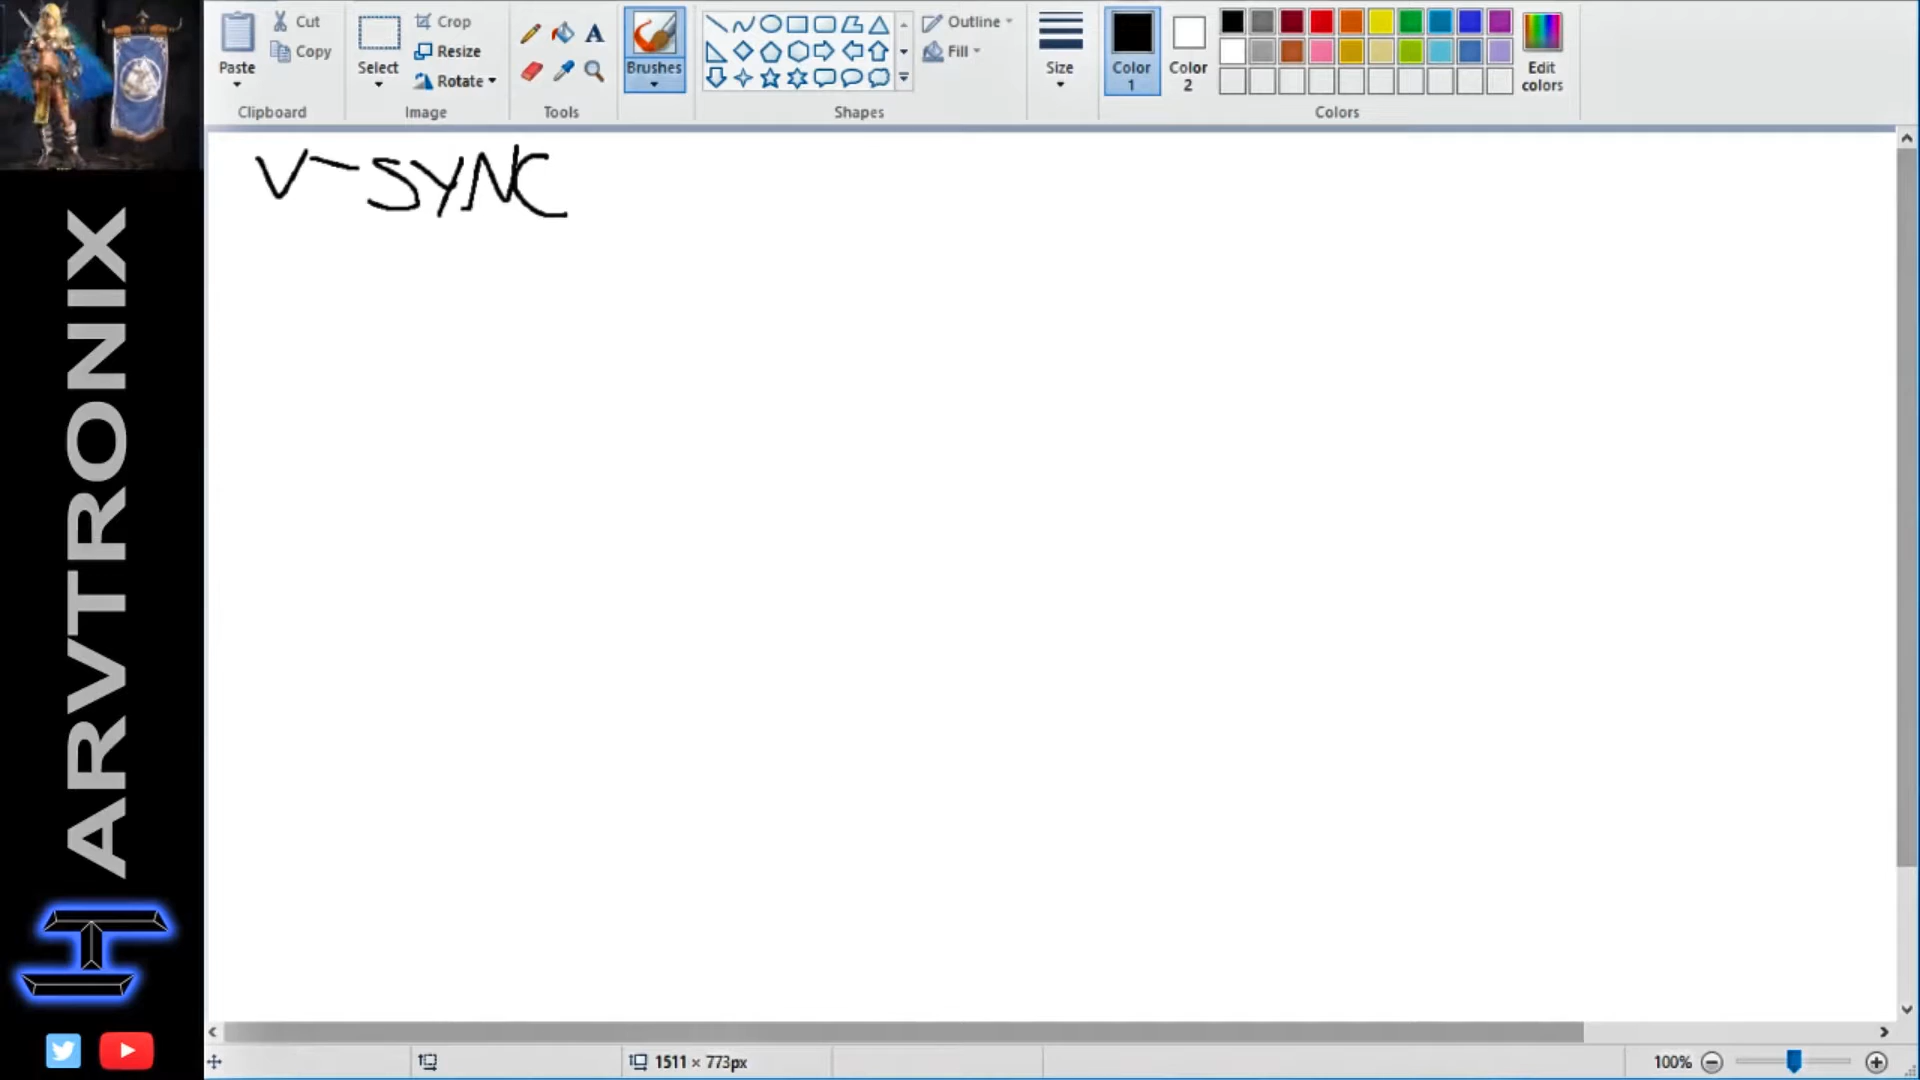 Paste
Cut
Copy
Clipboard
Select
Crop
Resize
Rotate
Image
Tools
Brushes
Shapes
Outline
Fill
Size
Color
1
Color
2
Edit
colors
Colors
V-SYNC
ARVTRONIX
1511 × 773px
100%